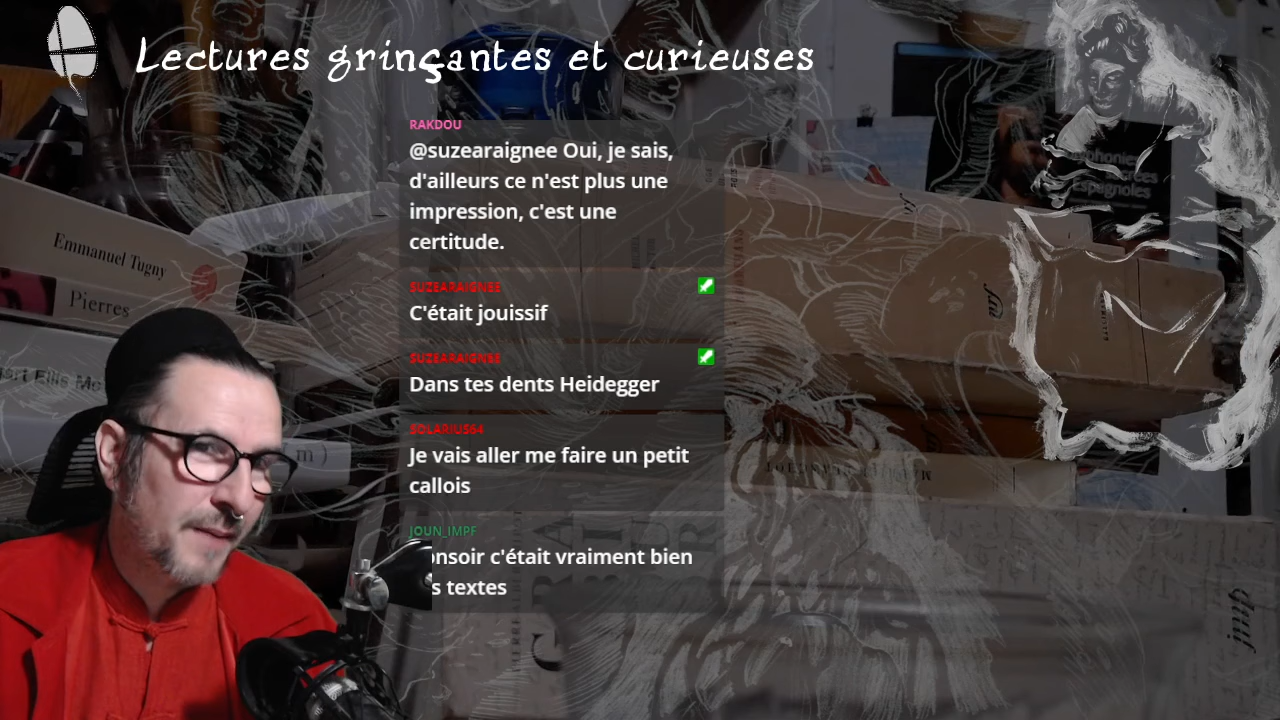 Lectures grinçantes et curieuses
RAKDOU
@suzearaignee Oui, je sais,
d'ailleurs ce n'est plus une
impression, c'est une
certitude.
SUZEARAIGNEE
C'était jouissif
SUZEARAIGNEE
Dans tes dents Heidegger
SOLARIUS64
Je vais aller me faire un petit
callois
JOUN_IMPF
onsoir c'était vraiment bien
s textes
Emmanuel Tugny
Pierres
Espagnoles